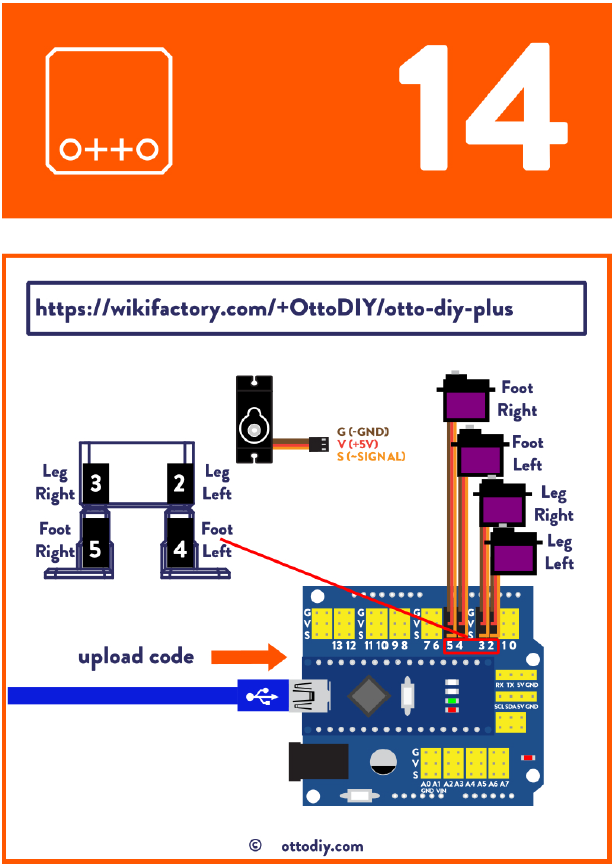 14
O++O
https://wikifactory.com/+OttoDIY/otto-diy-plus
G (-GND)
V (+5V)
S (~SIGNAL)
Foot
Right
Foot
Left
Leg
Right
Leg
Left
Leg
Right
3
2
Leg
Left
Foot
Right
5
4
Foot
Left
G
V
S
G
V
S
G
V
S
G
V
S
13 12
11 10 9 8
7 6
5 4
3 2
1 0
upload code
RX TX 5V GND
SCL SDA 5V GND
G
V
S
A0 A1 A2 A3 A4 A5 A6 A7
GND VIN
© ottodiy.com